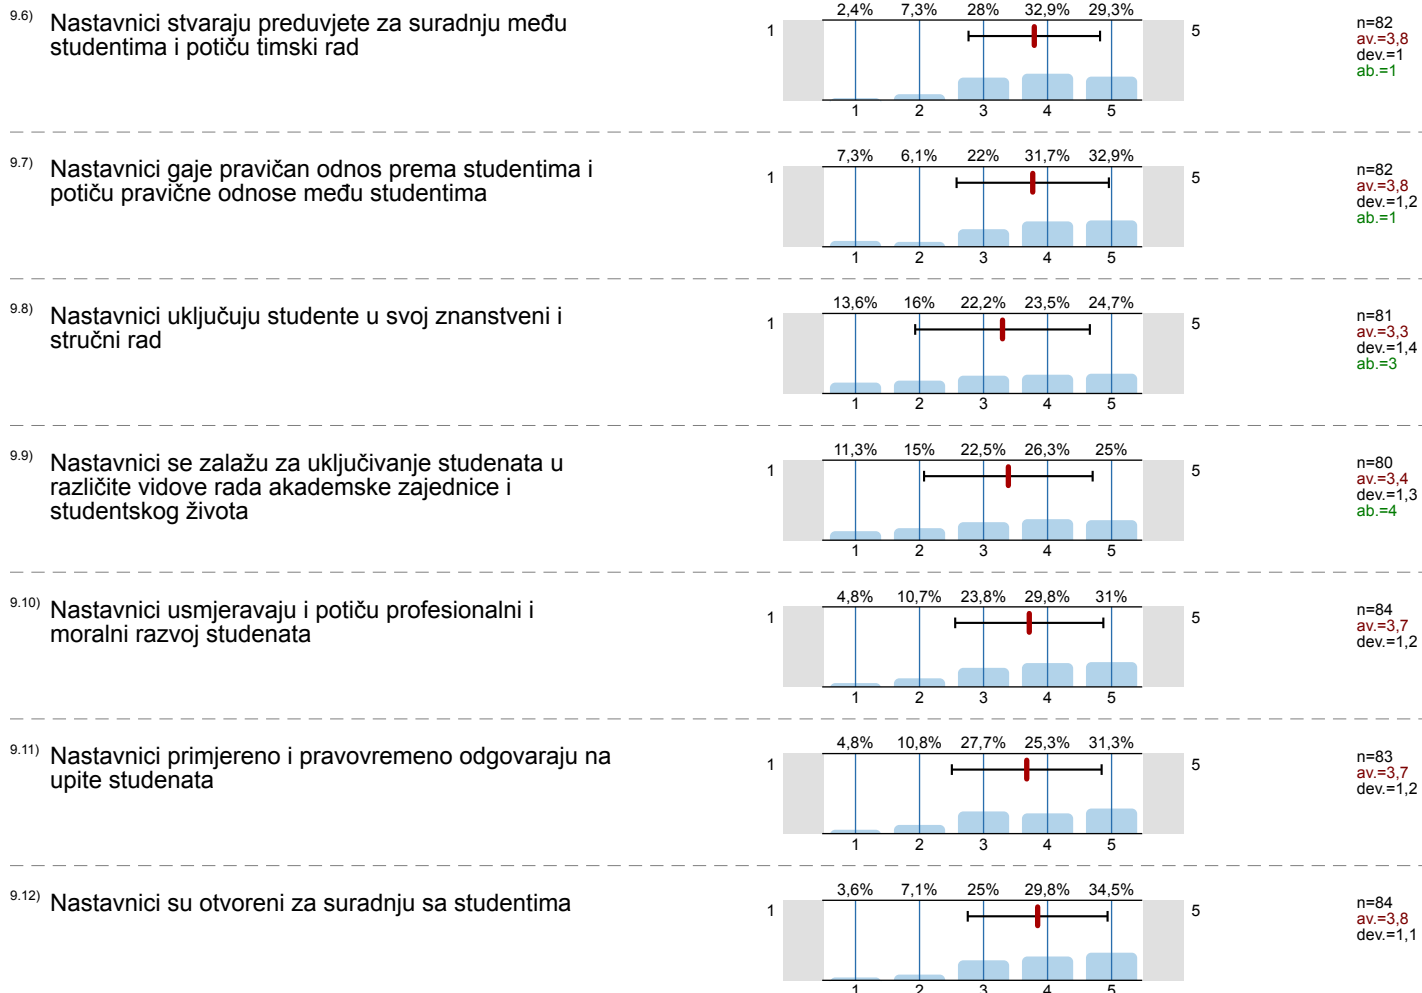 9.6) Nastavnici stvaraju preduvjete za suradnju među
studentima i potiču timski rad
2,4% 7,3% 28% 32,9% 29,3%
1 5
1 2 3 4 5
n=82
av.=3,8
dev.=1
ab.=1
9.7) Nastavnici gaje pravičan odnos prema studentima i
potiču pravične odnose među studentima
7,3% 6,1% 22% 31,7% 32,9%
1 5
1 2 3 4 5
n=82
av.=3,8
dev.=1,2
ab.=1
9.8) Nastavnici uključuju studente u svoj znanstveni i
stručni rad
13,6% 16% 22,2% 23,5% 24,7%
1 5
1 2 3 4 5
n=81
av.=3,3
dev.=1,4
ab.=3
9.9) Nastavnici se zalažu za uključivanje studenata u
različite vidove rada akademske zajednice i
studentskog života
11,3% 15% 22,5% 26,3% 25%
1 5
1 2 3 4 5
n=80
av.=3,4
dev.=1,3
ab.=4
9.10) Nastavnici usmjeravaju i potiču profesionalni i
moralni razvoj studenata
4,8% 10,7% 23,8% 29,8% 31%
1 5
1 2 3 4 5
n=84
av.=3,7
dev.=1,2
9.11) Nastavnici primjereno i pravovremeno odgovaraju na
upite studenata
4,8% 10,8% 27,7% 25,3% 31,3%
1 5
1 2 3 4 5
n=83
av.=3,7
dev.=1,2
9.12) Nastavnici su otvoreni za suradnju sa studentima
3,6% 7,1% 25% 29,8% 34,5%
1 5
1 2 3 4 5
n=84
av.=3,8
dev.=1,1